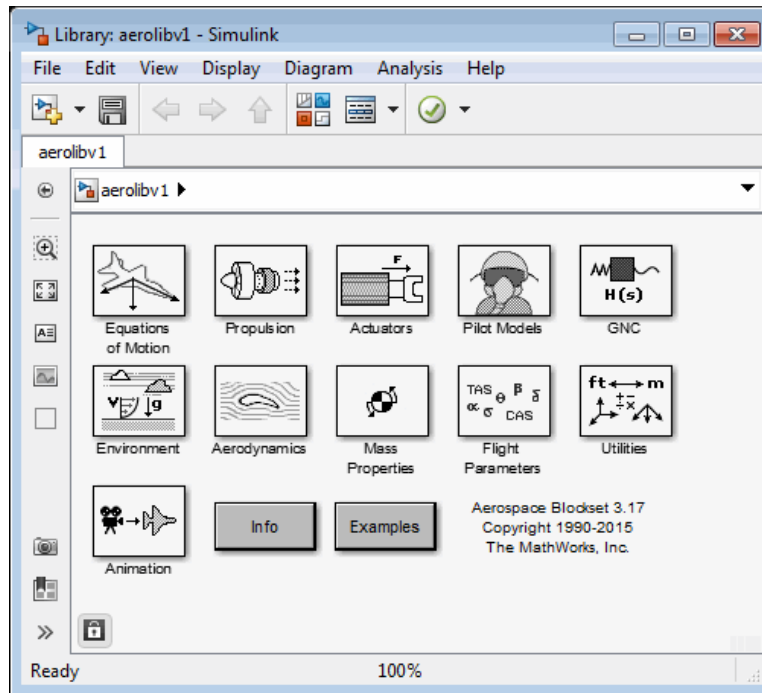 Library: aerolibv1 - Simulink
File Edit View Display Diagram Analysis Help
aerolibv1
aerolibv1
F
H(s)
Equations
of Motion
Propulsion
Actuators
Pilot Models
GNC
V g
TAS θ β δ
α σ CAS
ft m
Environment
Aerodynamics
Mass
Properties
Flight
Parameters
Utilities
Animation
Info
Examples
Aerospace Blockset 3.17
Copyright 1990-2015
The MathWorks, Inc.
Ready 100%